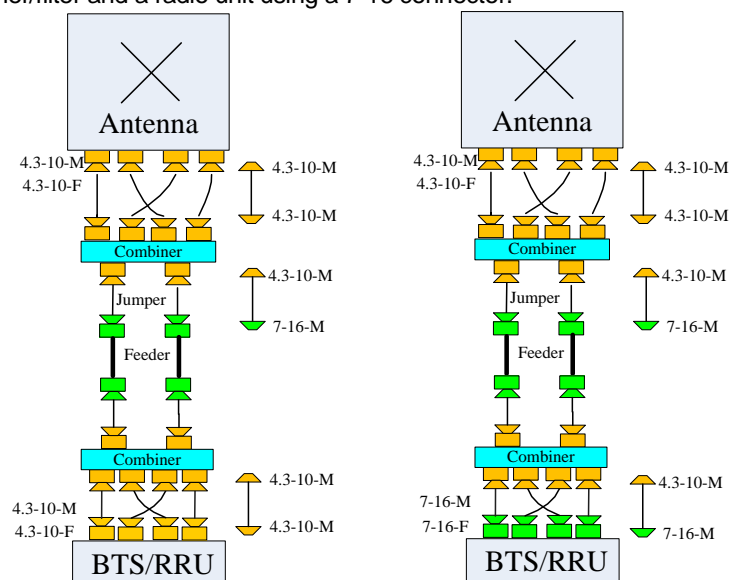 and a radio unit using a 7-16 connector.
Antenna
4.3-10-M
4.3-10-F
4.3-10-M
4.3-10-M
Combiner
4.3-10-M
Jumper
7-16-M
Feeder
Combiner
4.3-10-M
4.3-10-M
4.3-10-F
4.3-10-M
BTS/RRU
Antenna
4.3-10-M
4.3-10-F
4.3-10-M
4.3-10-M
Combiner
4.3-10-M
Jumper
7-16-M
Feeder
Combiner
4.3-10-M
7-16-M
7-16-F
7-16-M
BTS/RRU